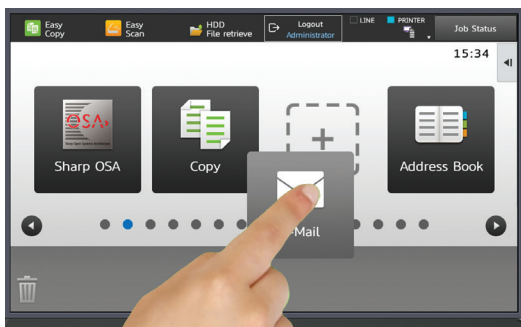 Easy
Copy
Easy
Scan
HDD
File retrieve
Logout
Administrator
LINE
PRINTER
Job Status
15:34
OSA
Sharp OSA
Copy
-Mail
Address Book